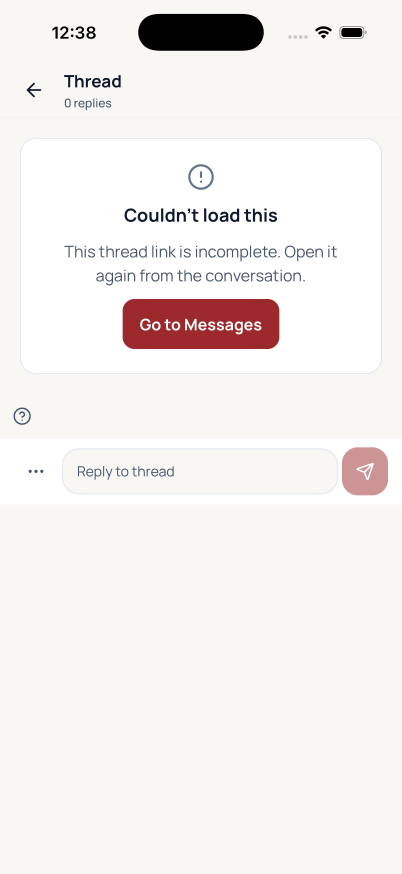 12:38
Thread
0 replies
Couldn't load this
This thread link is incomplete. Open it
again from the conversation.
Go to Messages
Reply to thread